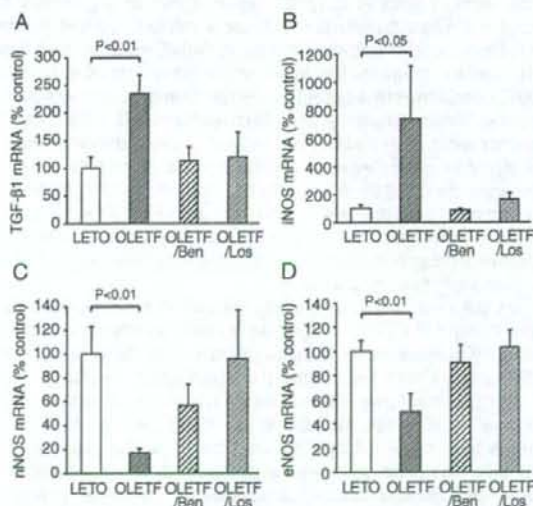 A
P<0.01
TGF-β1 mRNA (% control)
300
250
200
150
100
50
0
LETO OLETF OLETF OLETF
/Ben /Los
B
P<0.05
iNOS mRNA (% control)
1200
1000
800
600
400
200
LETO OLETF OLETF OLETF
/Ben /Los
C
P<0.01
nNOS mRNA (% control)
140
120
100
80
60
40
20
0
LETO OLETF OLETF OLETF
/Ben /Los
D
P<0.01
eNOS mRNA (% control)
140
120
100
80
60
40
20
0
LETO OLETF OLETF OLETF
/Ben /Los